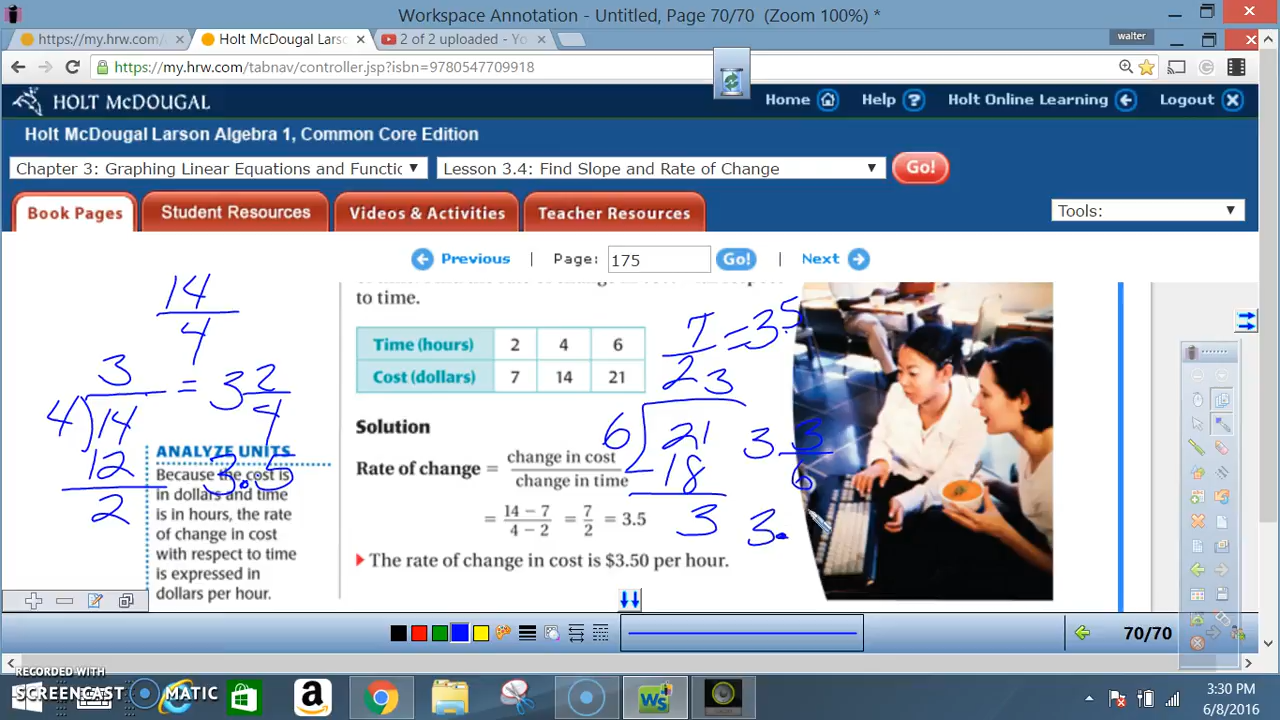 Workspace Annotation - Untitled, Page 70/70 (Zoom 100%) *
https://my.hrw.com/
Holt McDougal Lars
2 of 2 uploaded - Yo
walter
https://my.hrw.com/tabnav/controller.jsp?isbn=9780547709918
HOLT McDOUGAL
Home
Help
Holt Online Learning
Logout
Holt McDougal Larson Algebra 1, Common Core Edition
Chapter 3: Graphing Linear Equations and Functic
Lesson 3.4: Find Slope and Rate of Change
Go!
Book Pages
Student Resources
Videos & Activities
Teacher Resources
Tools:
Previous | Page: 175 Go! | Next
to time.
Time (hours) 2 4 6
Cost (dollars) 7 14 21
Solution
Rate of change = change in cost / change in time
= 14 − 7 / 4 − 2 = 7 / 2 = 3.5
The rate of change in cost is $3.50 per hour.
ANALYZE UNITS
Because the cost is
in dollars and time
is in hours, the rate
of change in cost
with respect to time
is expressed in
dollars per hour.
14
4
3
4)14 = 3 2/4
12
2
3.5
7/2 = 3.5
3
6)21
18
3
3 3/6
3.
70/70
RECORDED WITH
SCREENCAST MATIC
3:30 PM
6/8/2016